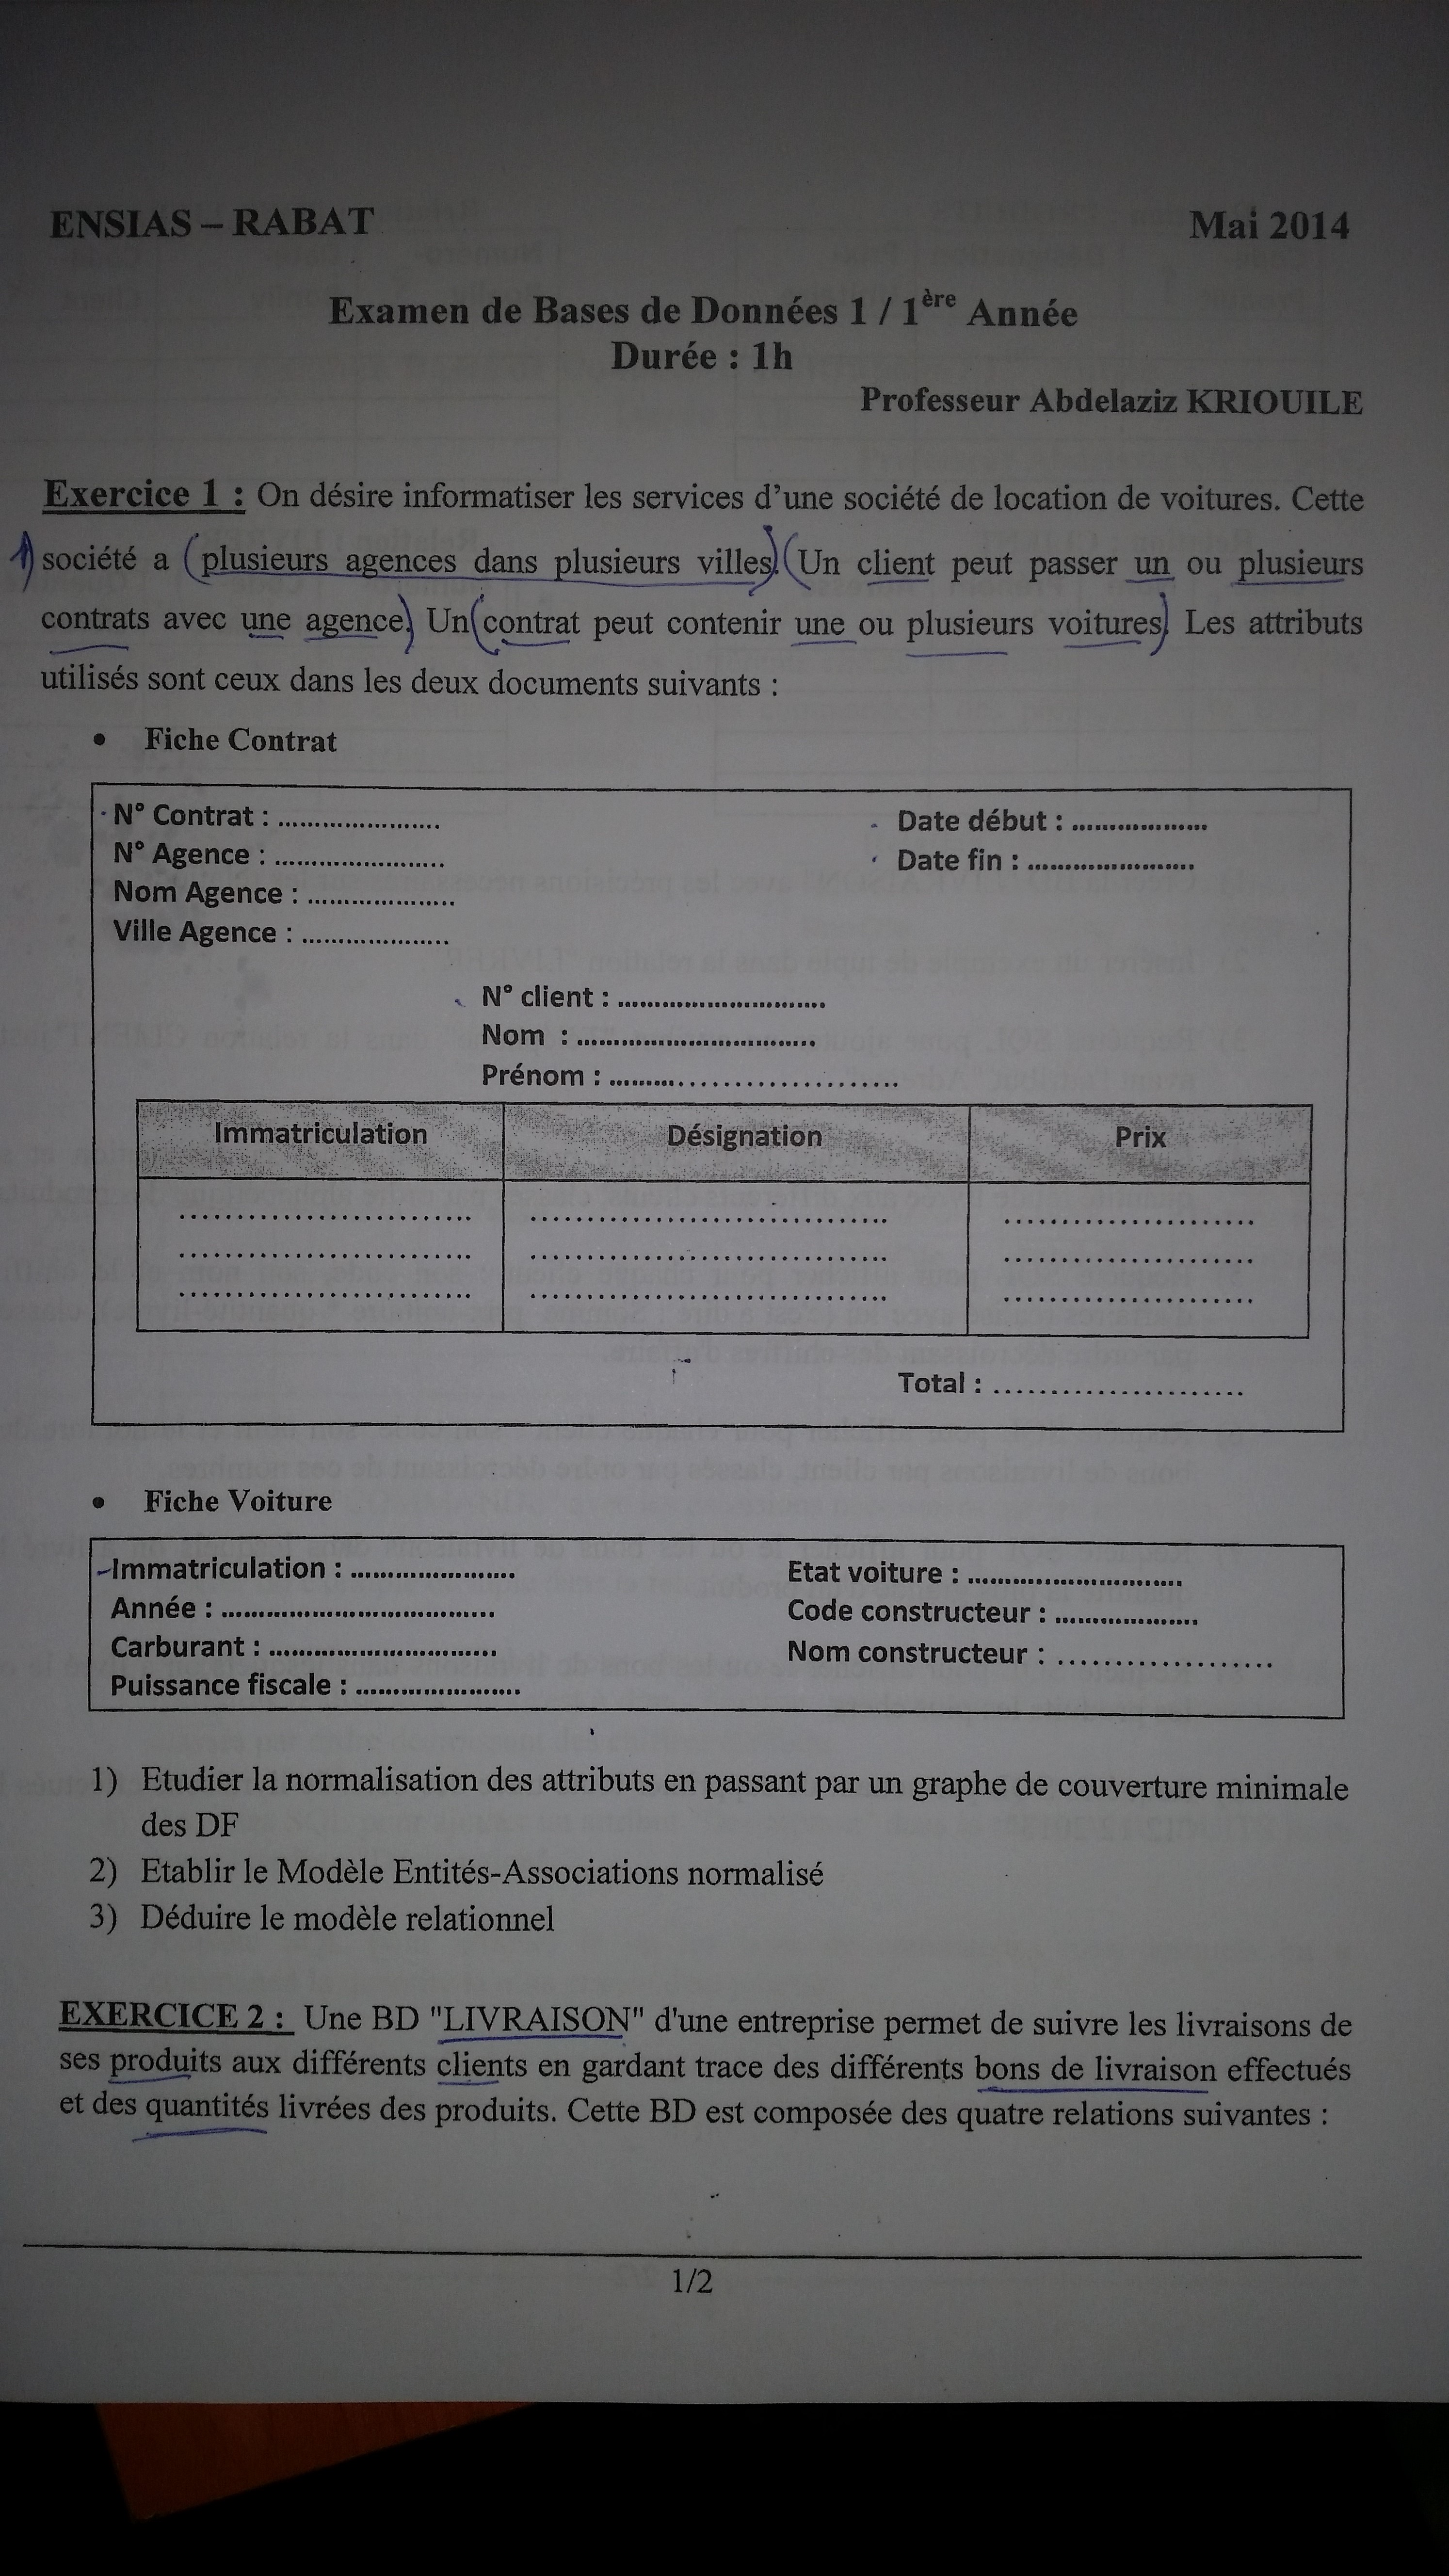 ENSIAS – RABAT Mai 2014
Examen de Bases de Données 1 / 1ère Année
Durée : 1h
Professeur Abdelaziz KRIOUILE
Exercice 1 : On désire informatiser les services d’une société de location de voitures. Cette
1) société a (plusieurs agences dans plusieurs villes). (Un client peut passer un ou plusieurs
contrats avec une agence). Un (contrat peut contenir une ou plusieurs voitures). Les attributs
utilisés sont ceux dans les deux documents suivants :
• Fiche Contrat
N° Contrat : ...................... Date début : ...................
N° Agence : ........................ Date fin : ........................
Nom Agence : .....................
Ville Agence : .....................
N° client : .............................
Nom : ..................................
Prénom : ..................................
Immatriculation Désignation Prix
.............................. .................................... .........................
.............................. .................................... .........................
.............................. .................................... .........................
Total : .........................
• Fiche Voiture
Immatriculation : ....................... Etat voiture : ..............................
Année : ...................................... Code constructeur : ....................
Carburant : ................................ Nom constructeur : ...................
Puissance fiscale : .......................
1) Etudier la normalisation des attributs en passant par un graphe de couverture minimale
des DF
2) Etablir le Modèle Entités-Associations normalisé
3) Déduire le modèle relationnel
EXERCICE 2 : Une BD "LIVRAISON" d'une entreprise permet de suivre les livraisons de
ses produits aux différents clients en gardant trace des différents bons de livraison effectués
et des quantités livrées des produits. Cette BD est composée des quatre relations suivantes :
1/2